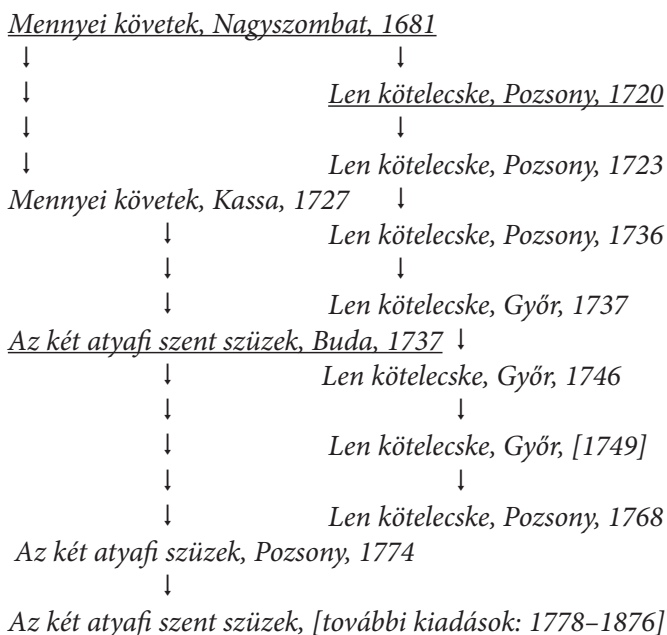 Mennyei követek, Nagyszombat, 1681
↓ ↓
↓ Len kötelecske, Pozsony, 1720
↓ ↓
↓ Len kötelecske, Pozsony, 1723
Mennyei követek, Kassa, 1727 ↓
↓ Len kötelecske, Pozsony, 1736
↓ ↓
↓ Len kötelecske, Győr, 1737
Az két atyafi szent szüzek, Buda, 1737 ↓
↓ Len kötelecske, Győr, 1746
↓ ↓
↓ Len kötelecske, Győr, [1749]
↓ ↓
↓ Len kötelecske, Pozsony, 1768
Az két atyafi szüzek, Pozsony, 1774
↓
Az két atyafi szent szüzek, [további kiadások: 1778–1876]